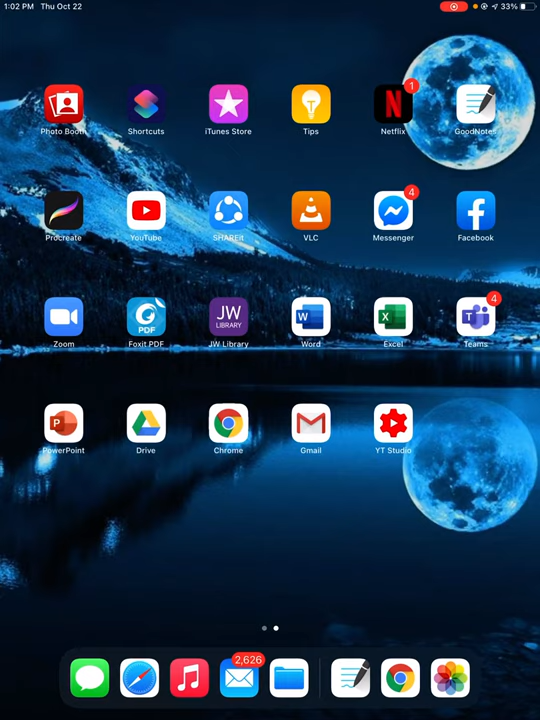 1:02 PM Thu Oct 22 33%
1
Photo Booth Shortcuts iTunes Store Tips Netflix GoodNotes
4
Procreate YouTube SHAREit VLC Messenger Facebook
JW
LIBRARY
PDF W X T 4
Zoom Foxit PDF JW Library Word Excel Teams
P
PowerPoint Drive Chrome Gmail YT Studio
2,626